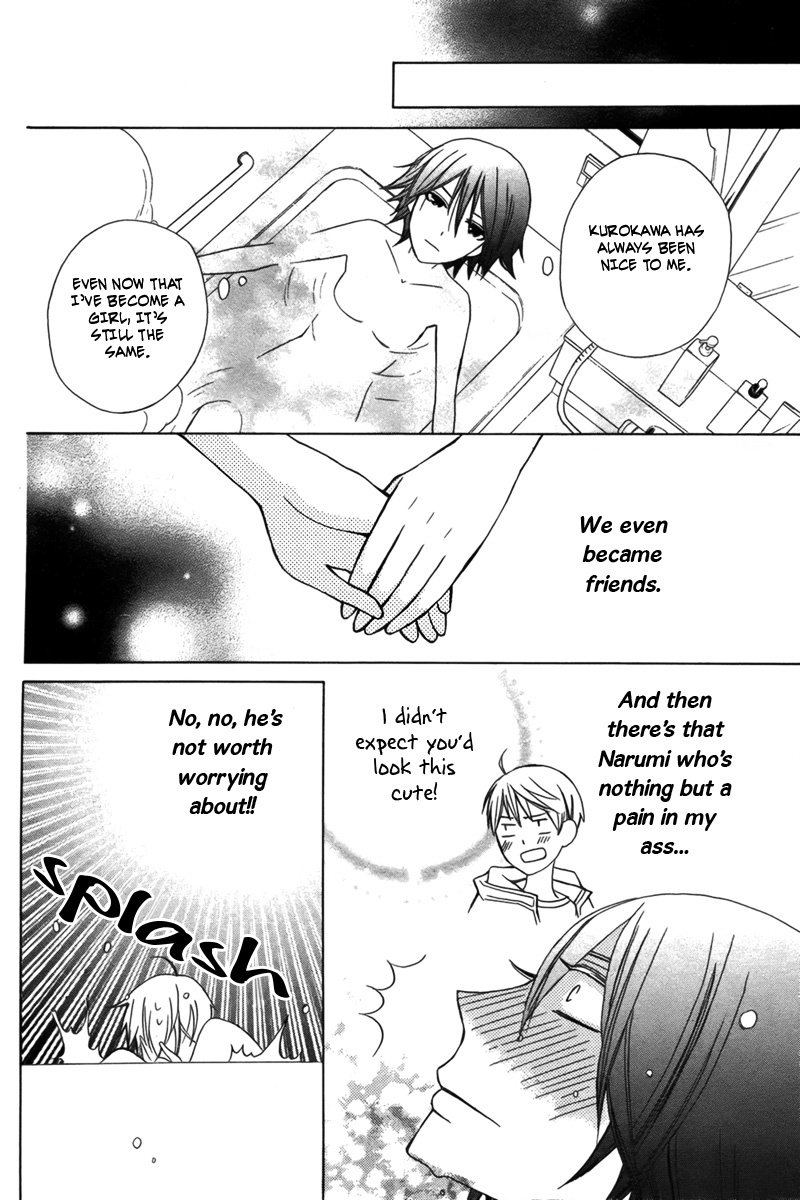 KUROKAWA HAS
ALWAYS BEEN
NICE TO ME.
EVEN NOW THAT
I'VE BECOME A
GIRL, IT'S
STILL THE
SAME.
We even
became
friends.
And then
there's that
Narumi who's
nothing but a
pain in my
ass...
I didn't
expect you'd
look this
cute!
No, no, he's
not worth
worrying
about!!
splash